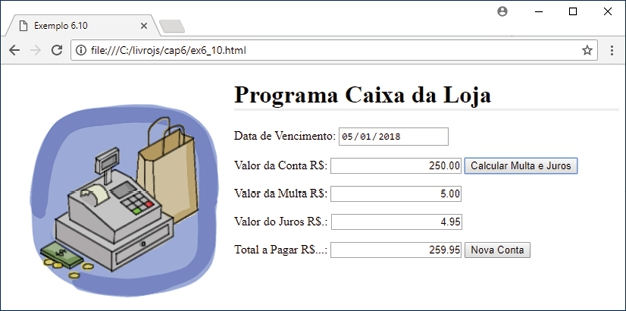 Exemplo 6.10
file:///C:/livrojs/cap6/ex6_10.html
Programa Caixa da Loja
Data de Vencimento: 05/01/2018
Valor da Conta R$: 250.00 Calcular Multa e Juros
Valor da Multa R$: 5.00
Valor do Juros R$.: 4.95
Total a Pagar R$...: 259.95 Nova Conta